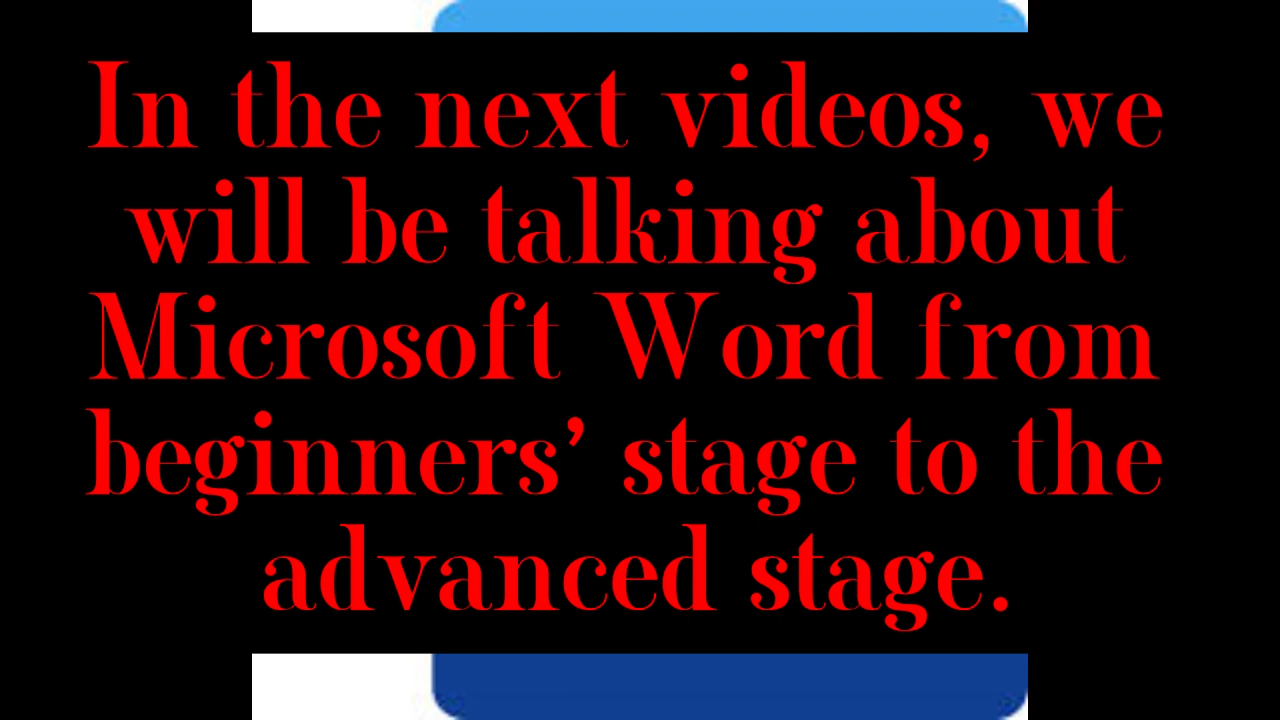 In the next videos, we
will be talking about
Microsoft Word from
beginners’ stage to the
advanced stage.